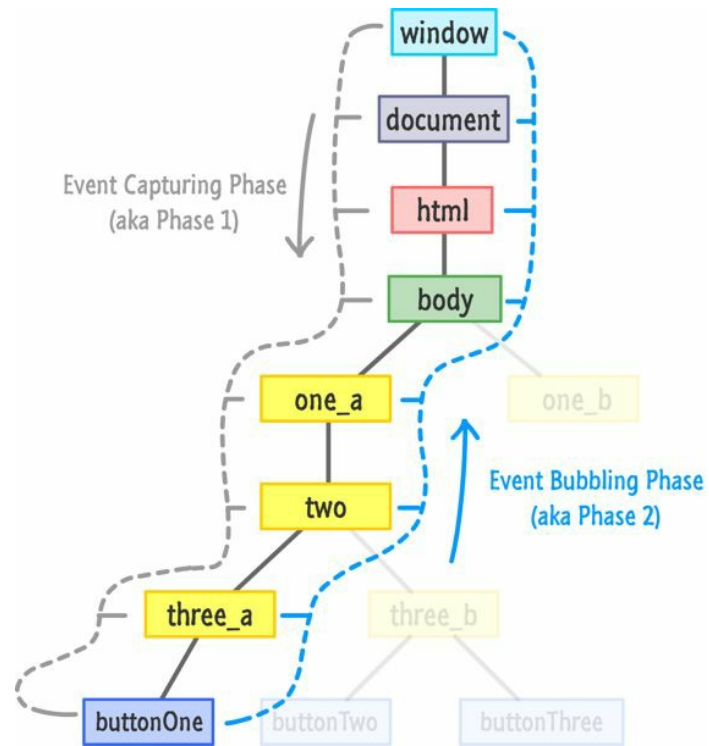 window
document
Event Capturing Phase
(aka Phase 1)
html
body
one_a
one_b
two
Event Bubbling Phase
(aka Phase 2)
three_a
three_b
buttonOne
buttonTwo
buttonThree